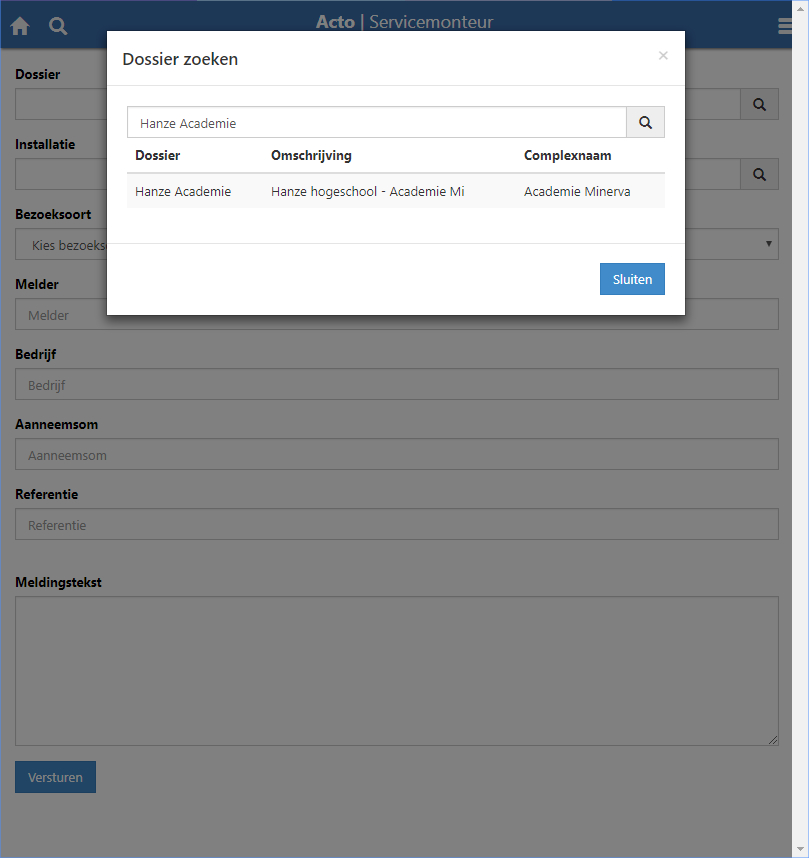 Acto | Servicemonteur
Dossier zoeken ×
Hanze Academie
Dossier Omschrijving Complexnaam
Hanze Academie Hanze hogeschool - Academie Mi Academie Minerva
Sluiten
Dossier
Installatie
Bezoeksoort
Kies bezoeks
Melder
Melder
Bedrijf
Bedrijf
Aanneemsom
Aanneemsom
Referentie
Referentie
Meldingstekst
Versturen